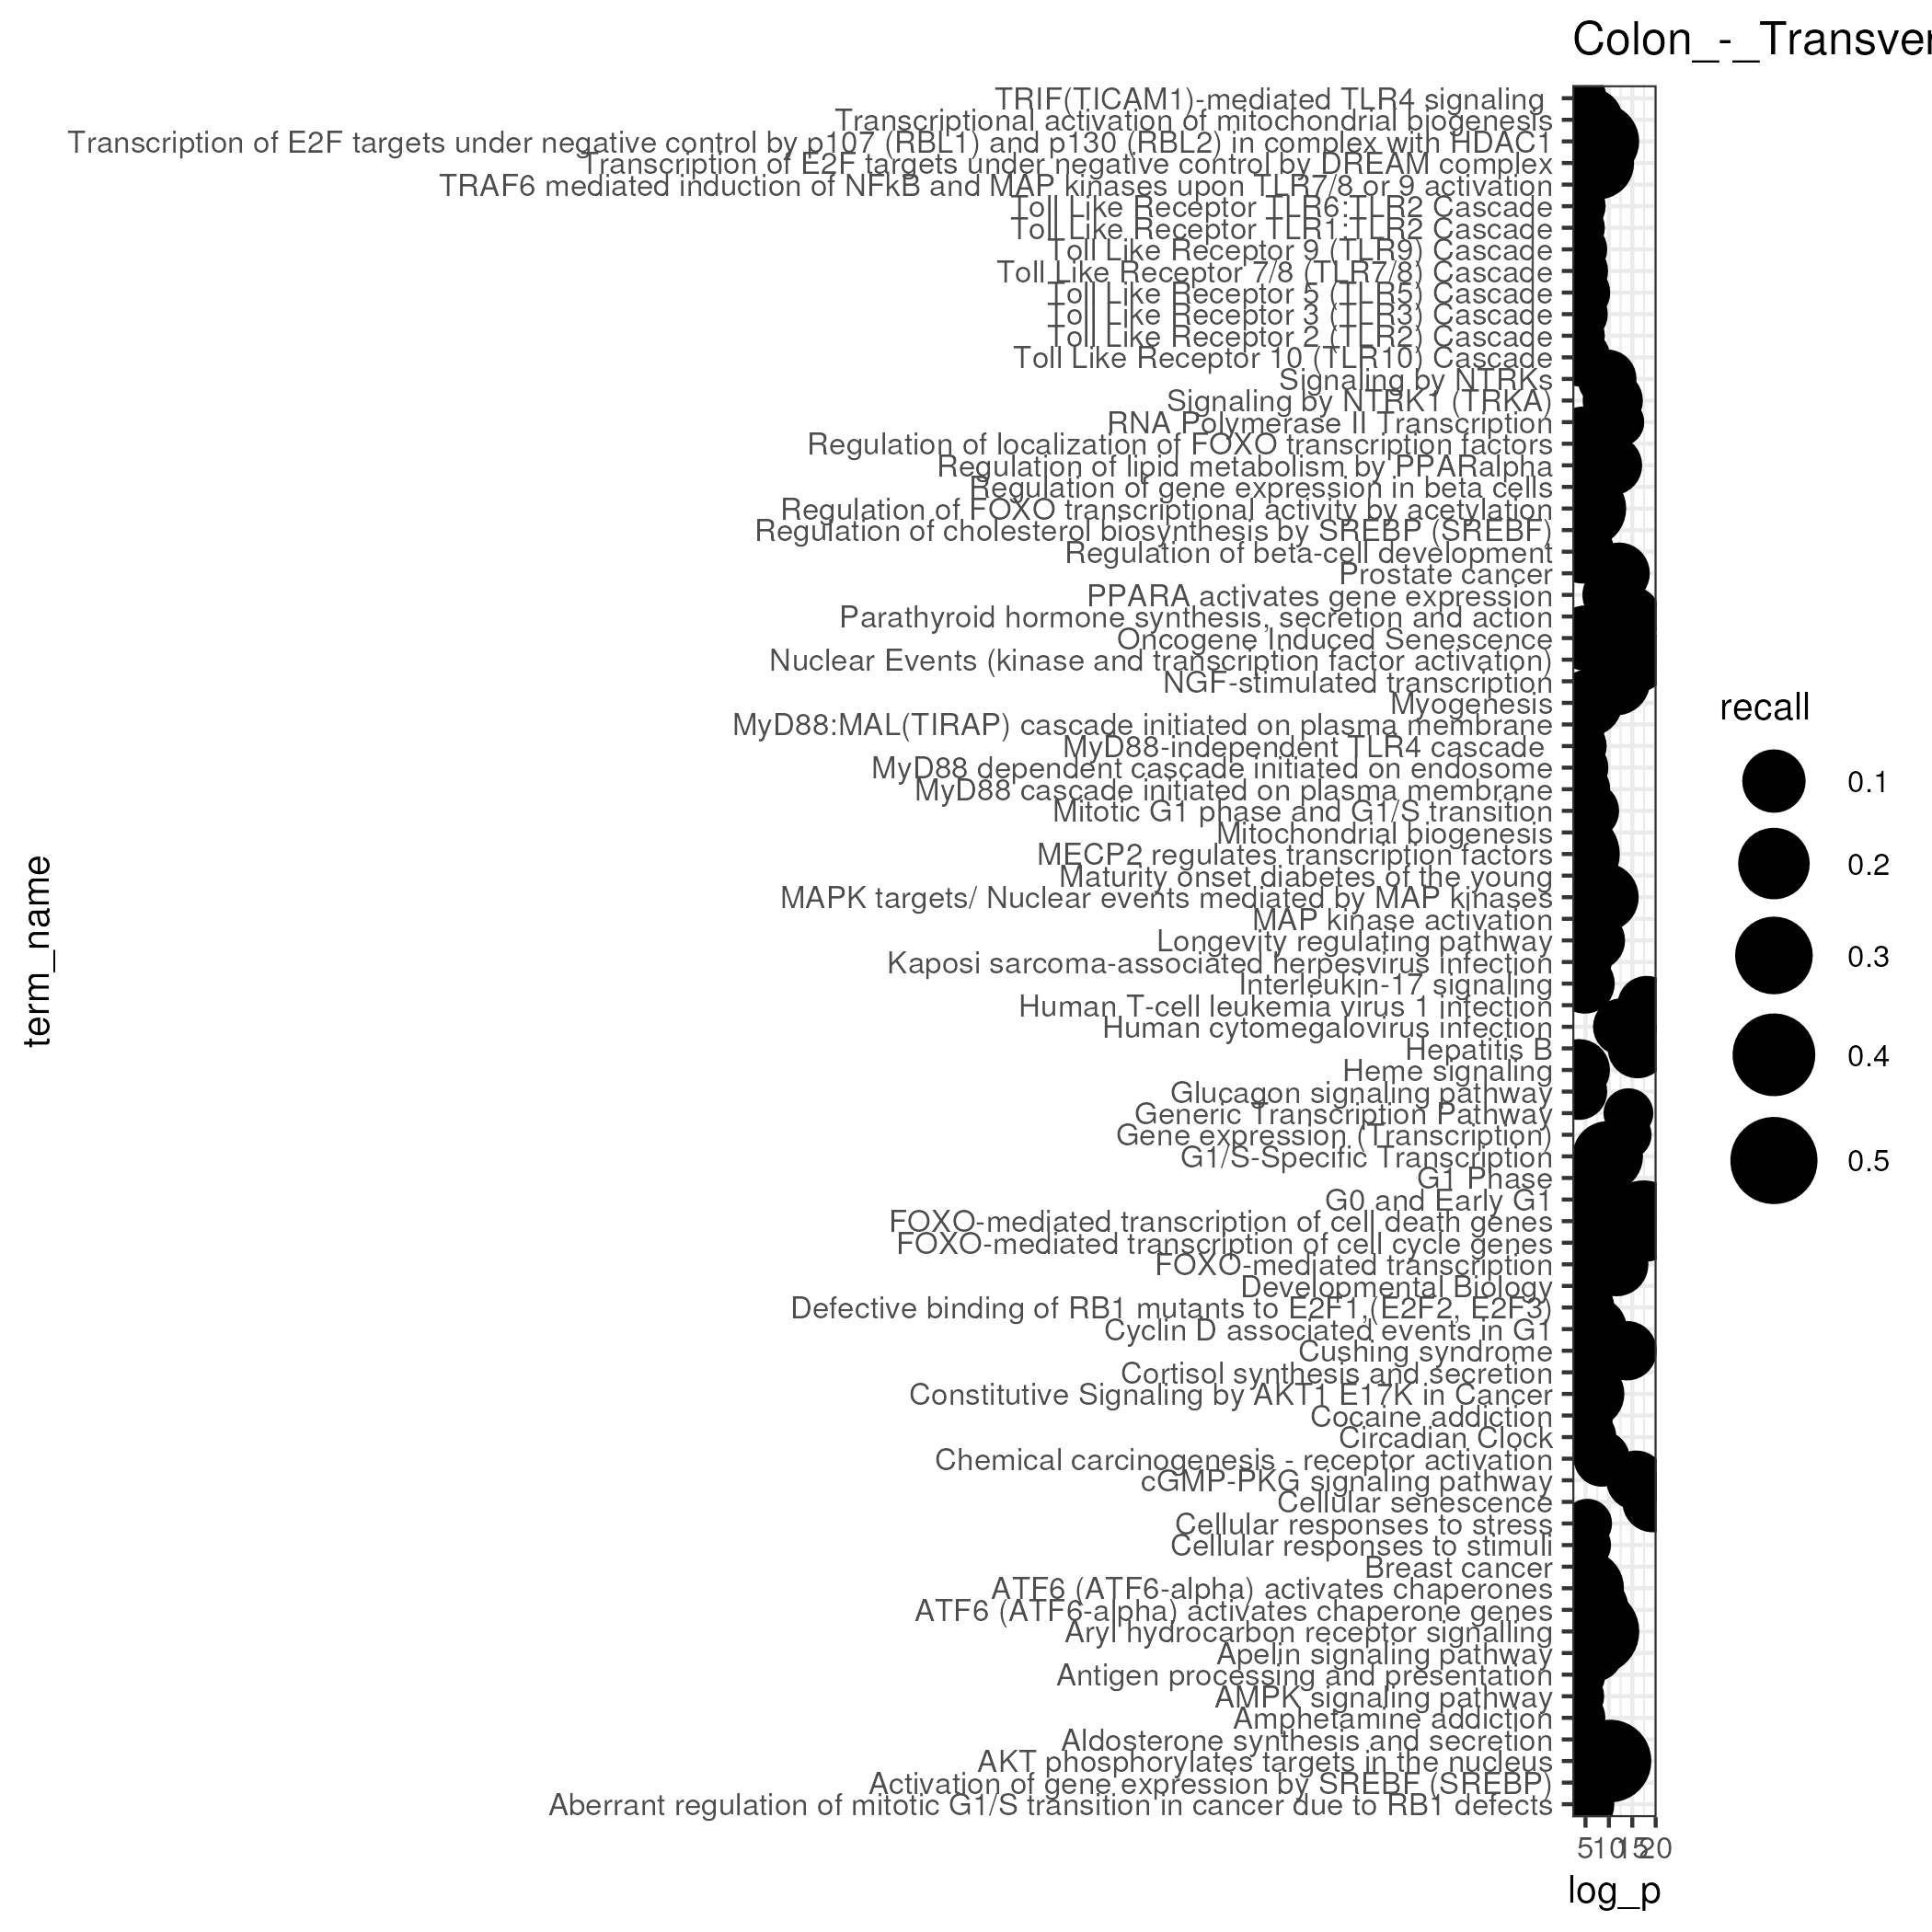 Colon_-_Transver
TRIF(TICAM1)-mediated TLR4 signaling
Transcriptional activation of mitochondrial biogenesis
Transcription of E2F targets under negative control by p107 (RBL1) and p130 (RBL2) in complex with HDAC1
Transcription of E2F targets under negative control by DREAM complex
TRAF6 mediated induction of NFkB and MAP kinases upon TLR7/8 or 9 activation
Toll Like Receptor TLR6:TLR2 Cascade
Toll Like Receptor TLR1:TLR2 Cascade
Toll Like Receptor 9 (TLR9) Cascade
Toll Like Receptor 7/8 (TLR7/8) Cascade
Toll Like Receptor 5 (TLR5) Cascade
Toll Like Receptor 3 (TLR3) Cascade
Toll Like Receptor 2 (TLR2) Cascade
Toll Like Receptor 10 (TLR10) Cascade
Signaling by NTRKs
Signaling by NTRK1 (TRKA)
RNA Polymerase II Transcription
Regulation of localization of FOXO transcription factors
Regulation of lipid metabolism by PPARalpha
Regulation of gene expression in beta cells
Regulation of FOXO transcriptional activity by acetylation
Regulation of cholesterol biosynthesis by SREBP (SREBF)
Regulation of beta-cell development
Prostate cancer
PPARA activates gene expression
Parathyroid hormone synthesis, secretion and action
Oncogene Induced Senescence
Nuclear Events (kinase and transcription factor activation)
NGF-stimulated transcription
Myogenesis
MyD88:MAL(TIRAP) cascade initiated on plasma membrane
MyD88-independent TLR4 cascade
MyD88 dependent cascade initiated on endosome
MyD88 cascade initiated on plasma membrane
Mitotic G1 phase and G1/S transition
Mitochondrial biogenesis
MECP2 regulates transcription factors
Maturity onset diabetes of the young
MAPK targets/ Nuclear events mediated by MAP kinases
MAP kinase activation
Longevity regulating pathway
Kaposi sarcoma-associated herpesvirus infection
Interleukin-17 signaling
Human T-cell leukemia virus 1 infection
Human cytomegalovirus infection
Hepatitis B
Heme signaling
Glucagon signaling pathway
Generic Transcription Pathway
Gene expression (Transcription)
G1/S-Specific Transcription
G1 Phase
G0 and Early G1
FOXO-mediated transcription of cell death genes
FOXO-mediated transcription of cell cycle genes
FOXO-mediated transcription
Developmental Biology
Defective binding of RB1 mutants to E2F1,(E2F2, E2F3)
Cyclin D associated events in G1
Cushing syndrome
Cortisol synthesis and secretion
Constitutive Signaling by AKT1 E17K in Cancer
Cocaine addiction
Circadian Clock
Chemical carcinogenesis - receptor activation
cGMP-PKG signaling pathway
Cellular senescence
Cellular responses to stress
Cellular responses to stimuli
Breast cancer
ATF6 (ATF6-alpha) activates chaperones
ATF6 (ATF6-alpha) activates chaperone genes
Aryl hydrocarbon receptor signalling
Apelin signaling pathway
Antigen processing and presentation
AMPK signaling pathway
Amphetamine addiction
Aldosterone synthesis and secretion
AKT phosphorylates targets in the nucleus
Activation of gene expression by SREBF (SREBP)
Aberrant regulation of mitotic G1/S transition in cancer due to RB1 defects
term_name
5 10 15 20
log_p
recall
0.1
0.2
0.3
0.4
0.5